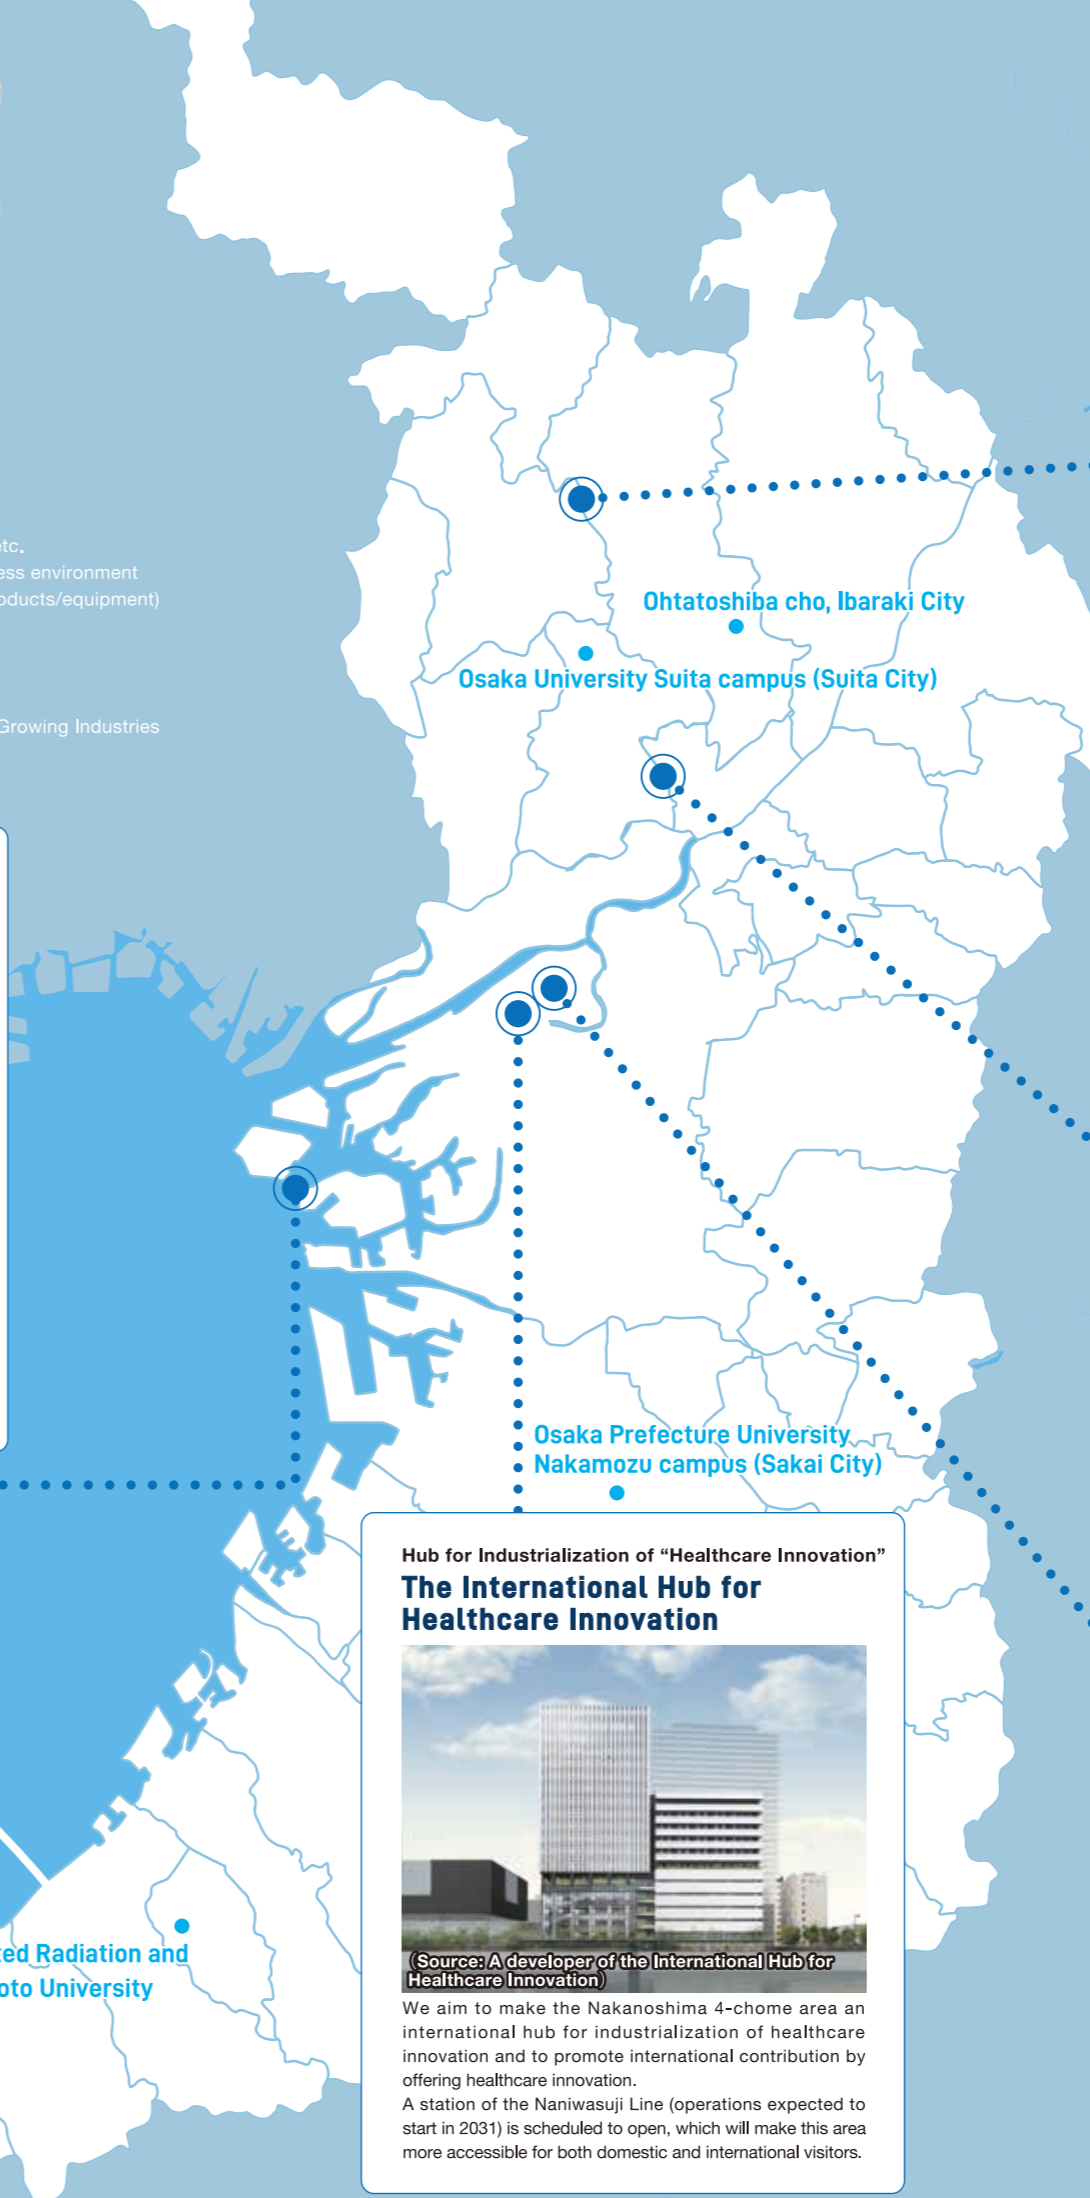 etc.
ess environment
oducts/equipment)
Growing Industries
Ohtatoshiba cho, Ibaraki City
Osaka University Suita campus (Suita City)
Osaka Prefecture University
Nakamozu campus (Sakai City)
Hub for Industrialization of “Healthcare Innovation”
The International Hub for
Healthcare Innovation
(Source: A developer of the International Hub for
Healthcare Innovation)
We aim to make the Nakanoshima 4-chome area an
international hub for industrialization of healthcare
innovation and to promote international contribution by
offering healthcare innovation.
A station of the Naniwasuji Line (operations expected to
start in 2031) is scheduled to open, which will make this area
more accessible for both domestic and international visitors.
ted Radiation and
oto University